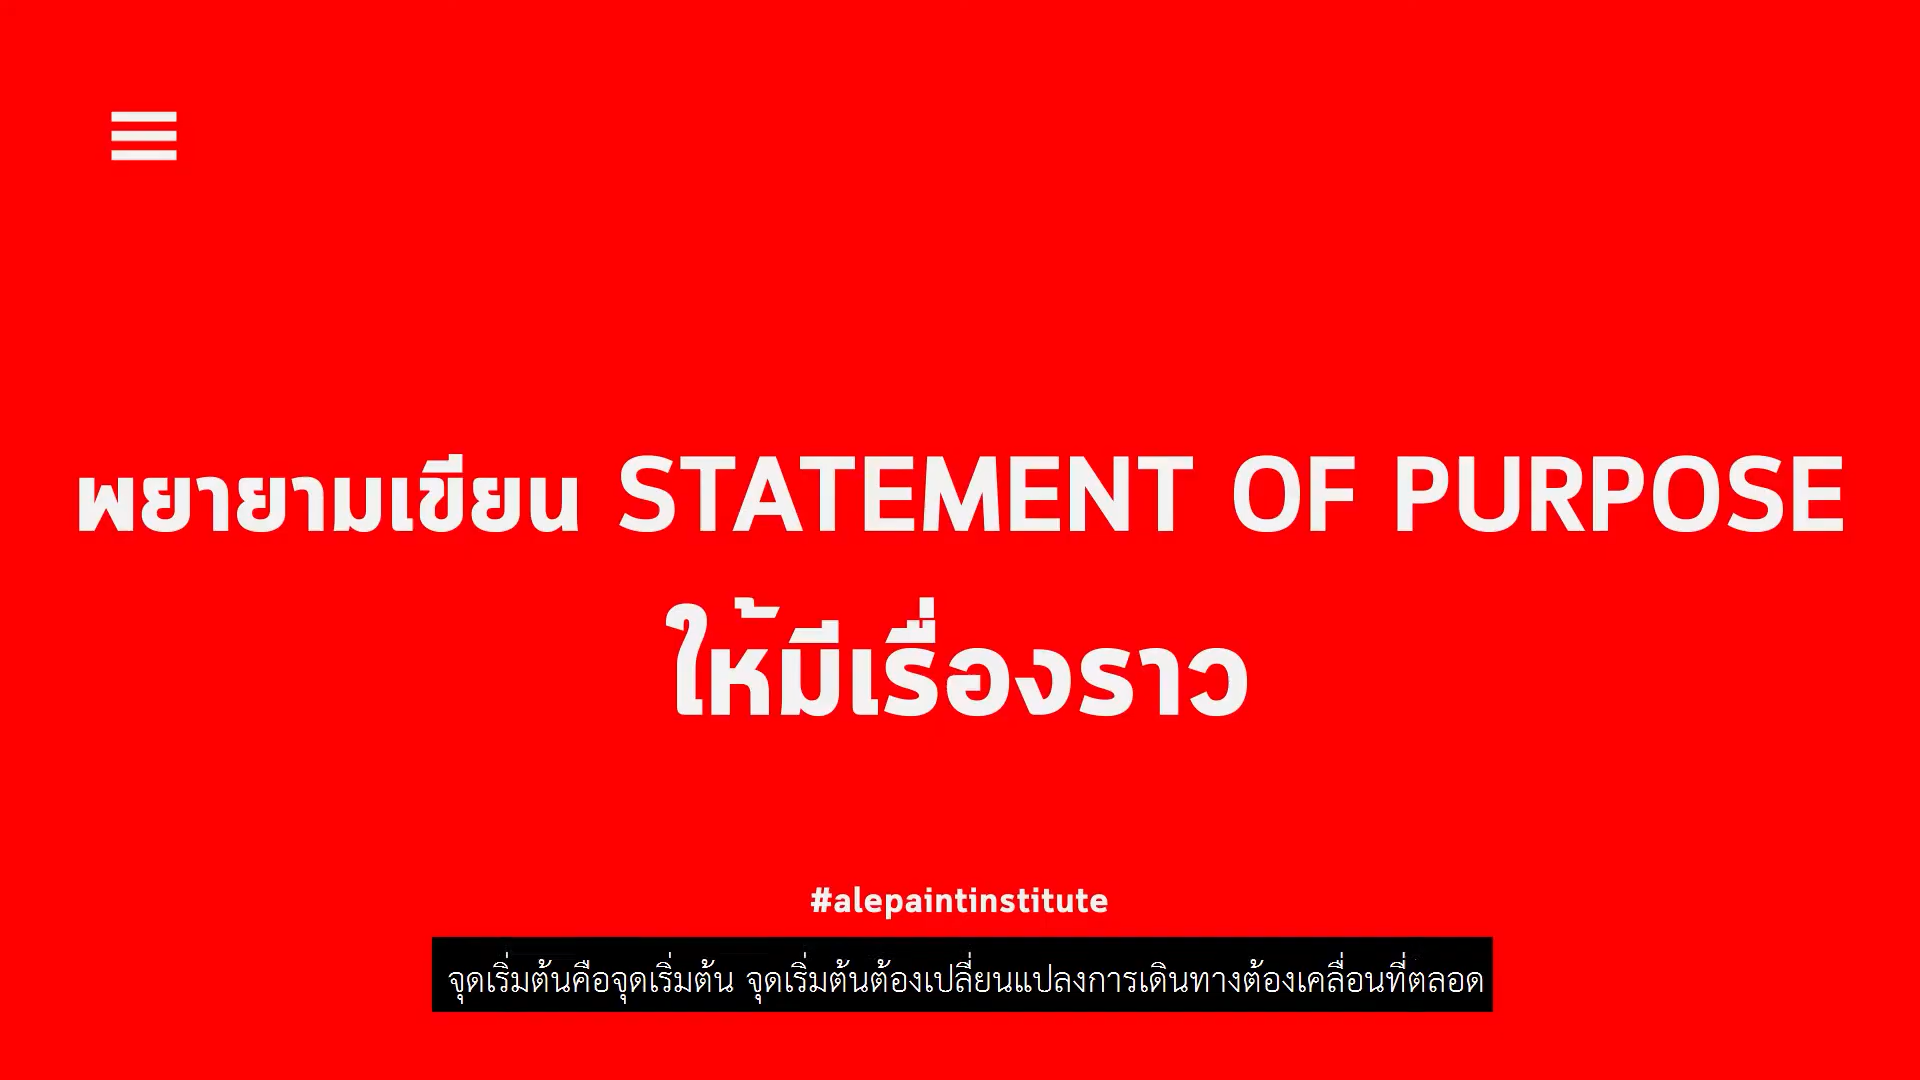 พยายามเขียน STATEMENT OF PURPOSE
ให้มีเรื่องราว
#alepaintinstitute
จุดเริ่มต้นคือจุดเริ่มต้น จุดเริ่มต้นต้องเปลี่ยนแปลงการเดินทางต้องเคลื่อนที่ตลอด